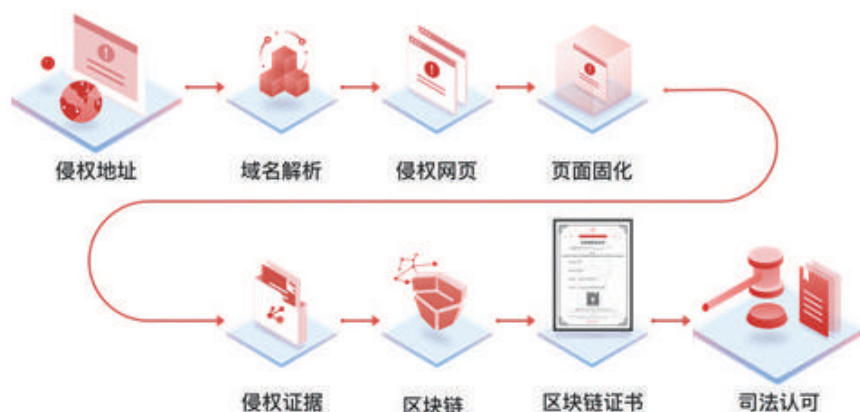 侵权地址
域名解析
侵权网页
页面固化
侵权证据
区块链
区块链证书
司法认可